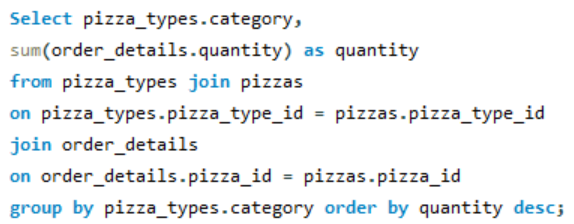 Select pizza_types.category,
sum(order_details.quantity) as quantity
from pizza_types join pizzas
on pizza_types.pizza_type_id = pizzas.pizza_type_id
join order_details
on order_details.pizza_id = pizzas.pizza_id
group by pizza_types.category order by quantity desc;